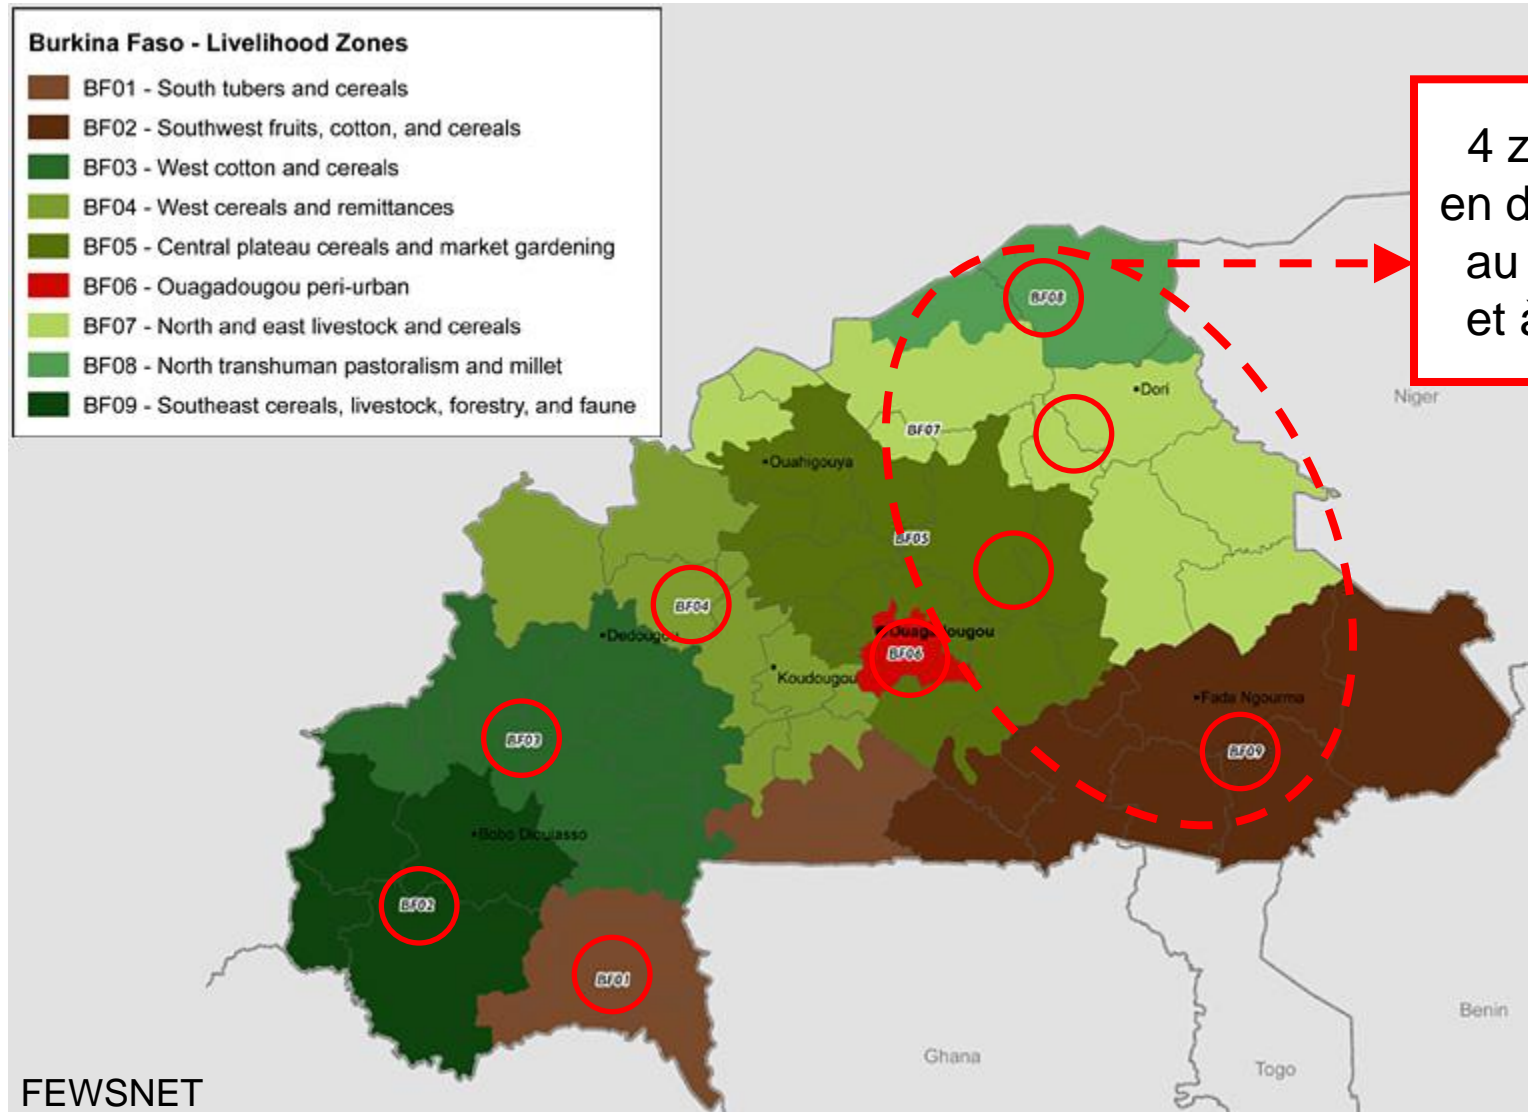 Burkina Faso - Livelihood Zones
BF01 - South tubers and cereals
BF02 - Southwest fruits, cotton, and cereals
BF03 - West cotton and cereals
BF04 - West cereals and remittances
BF05 - Central plateau cereals and market gardening
BF06 - Ouagadougou peri-urban
BF07 - North and east livestock and cereals
BF08 - North transhuman pastoralism and millet
BF09 - Southeast cereals, livestock, forestry, and faune
4 z
en d
au
et à
BF08
Dori
Niger
BF07
Ouahigouya
BF05
BF04
Dedougou
Ouagadougou
BF06
Koudougou
Fada Ngourma
BF03
BF09
Bobo Dioulasso
BF02
BF01
Benin
Ghana
Togo
FEWSNET